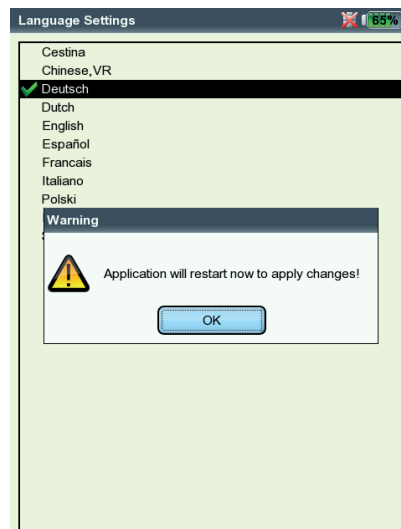 Language Settings
65%
Cestina
Chinese,VR
Deutsch
Dutch
English
Español
Francais
Italiano
Polski
Warning
Application will restart now to apply changes!
OK